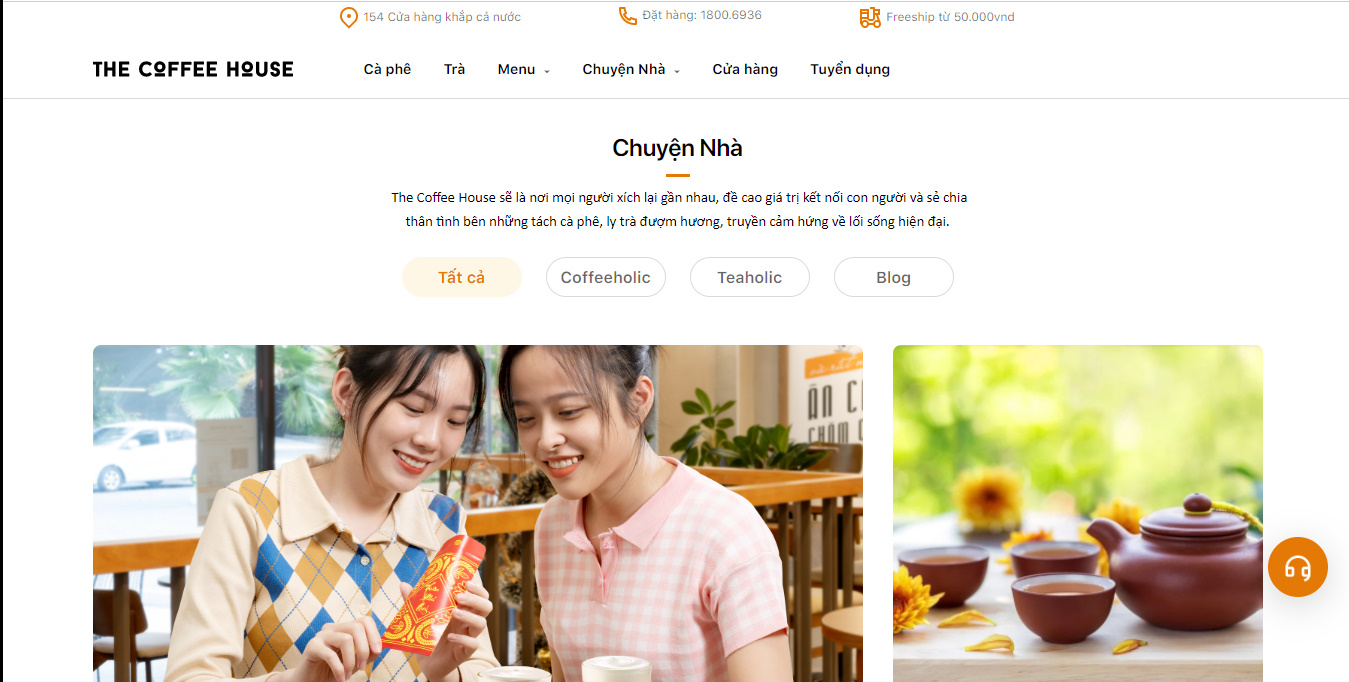 154 Cửa hàng khắp cả nước
Đặt hàng: 1800.6936
Freeship từ 50.000vnd
THE COFFEE HOUSE
Cà phê
Trà
Menu
Chuyện Nhà
Cửa hàng
Tuyển dụng
Chuyện Nhà
The Coffee House sẽ là nơi mọi người xích lại gần nhau, đề cao giá trị kết nối con người và sẻ chia
thân tình bên những tách cà phê, ly trà đượm hương, truyền cảm hứng về lối sống hiện đại.
Tất cả
Coffeeholic
Teaholic
Blog